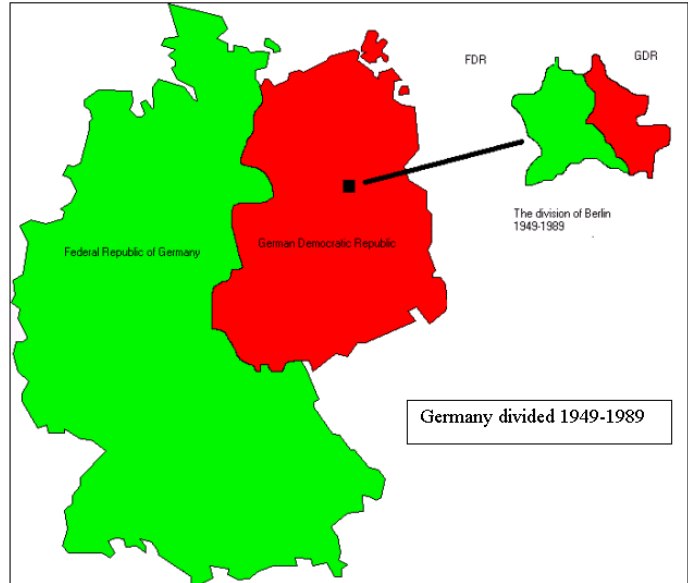 FDR
GDR
The division of Berlin
1949-1989
Federal Republic of Germany
German Democratic Republic
Germany divided 1949-1989